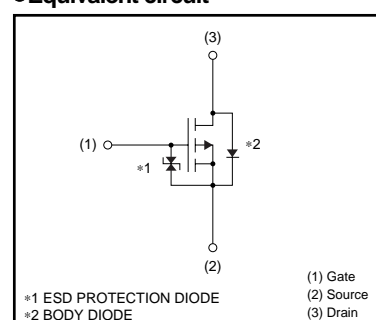 Equivalent circuit
(3)
(1)
∗2
∗1
(2)
∗1 ESD PROTECTION DIODE
∗2 BODY DIODE
(1) Gate
(2) Source
(3) Drain